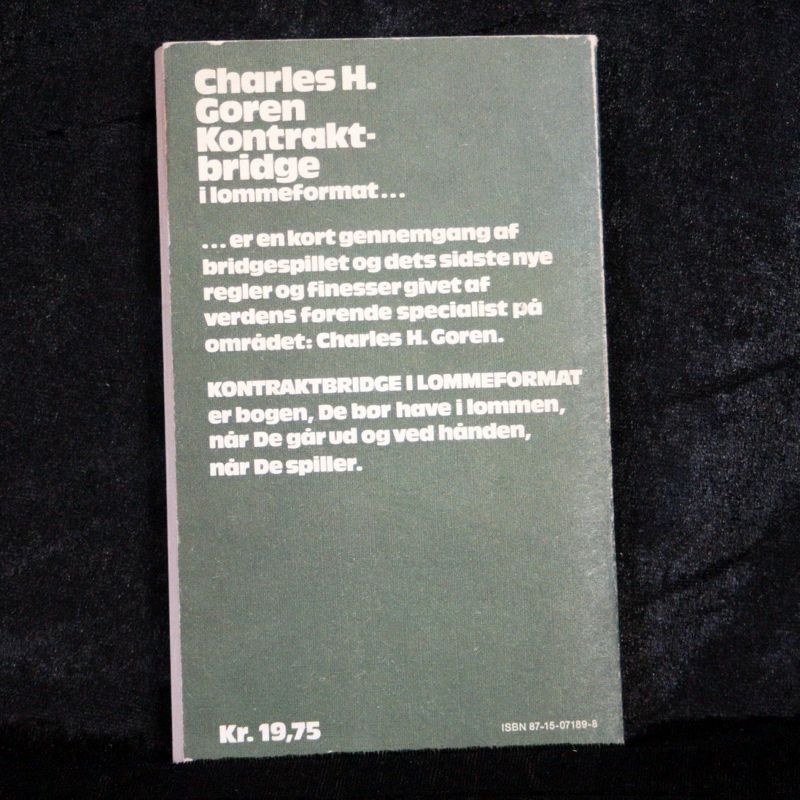 Charles H.
Goren
Kontrakt-
bridge
i lommeformat...
... er en kort gennemgang af
bridgespillet og dets sidste nye
regler og finesser givet af
verdens førende specialist på
området: Charles H. Goren.
KONTRAKTBRIDGE I LOMMEFORMAT
er bogen, De bør have i lommen,
når De går ud og ved hånden,
når De spiller.
Kr. 19,75
ISBN 87-15-07189-8